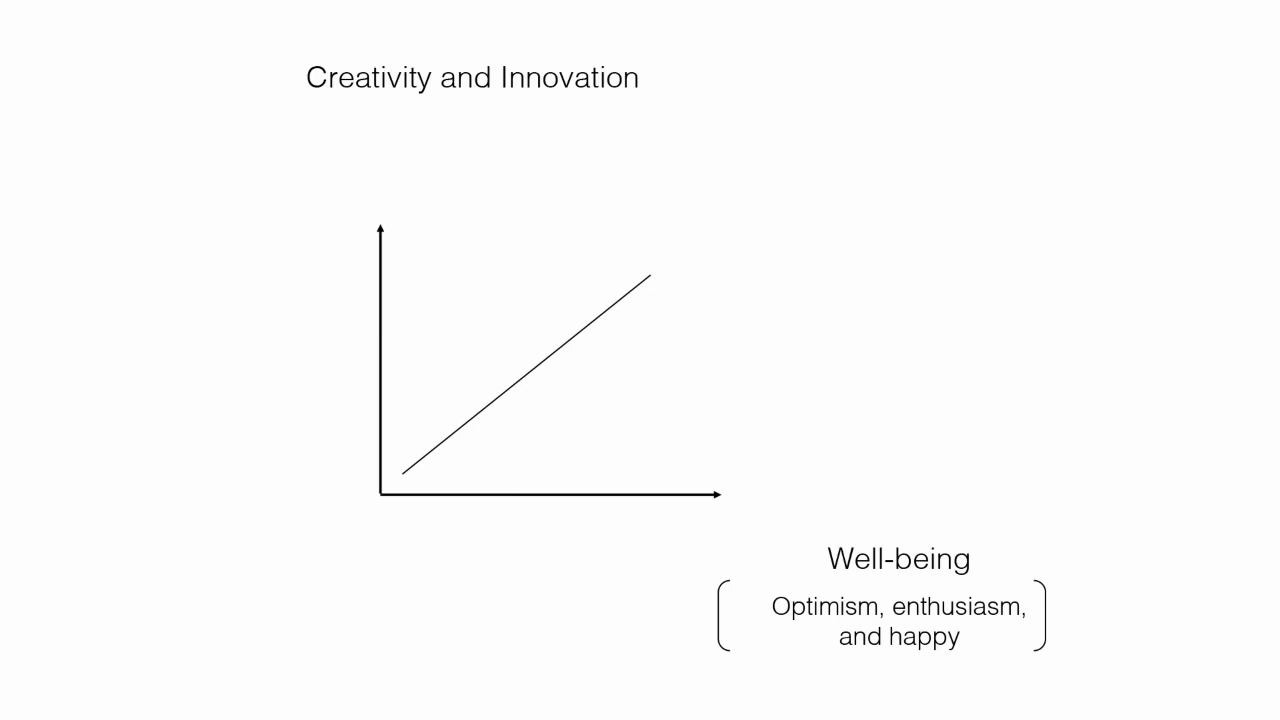 Creativity and Innovation
Well-being
Optimism, enthusiasm,
and happy